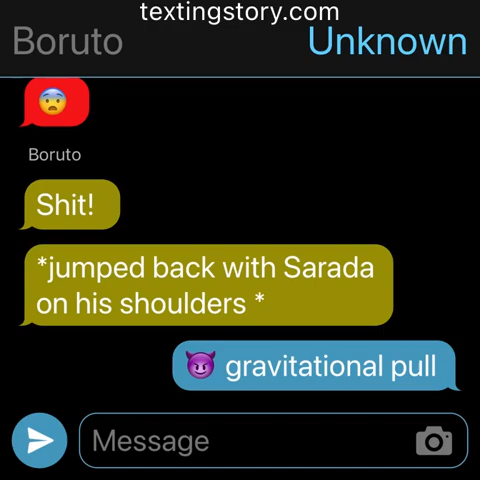 textingstory.com
Boruto
Unknown
😨
Boruto
Shit!
*jumped back with Sarada
on his shoulders *
😈 gravitational pull
Message